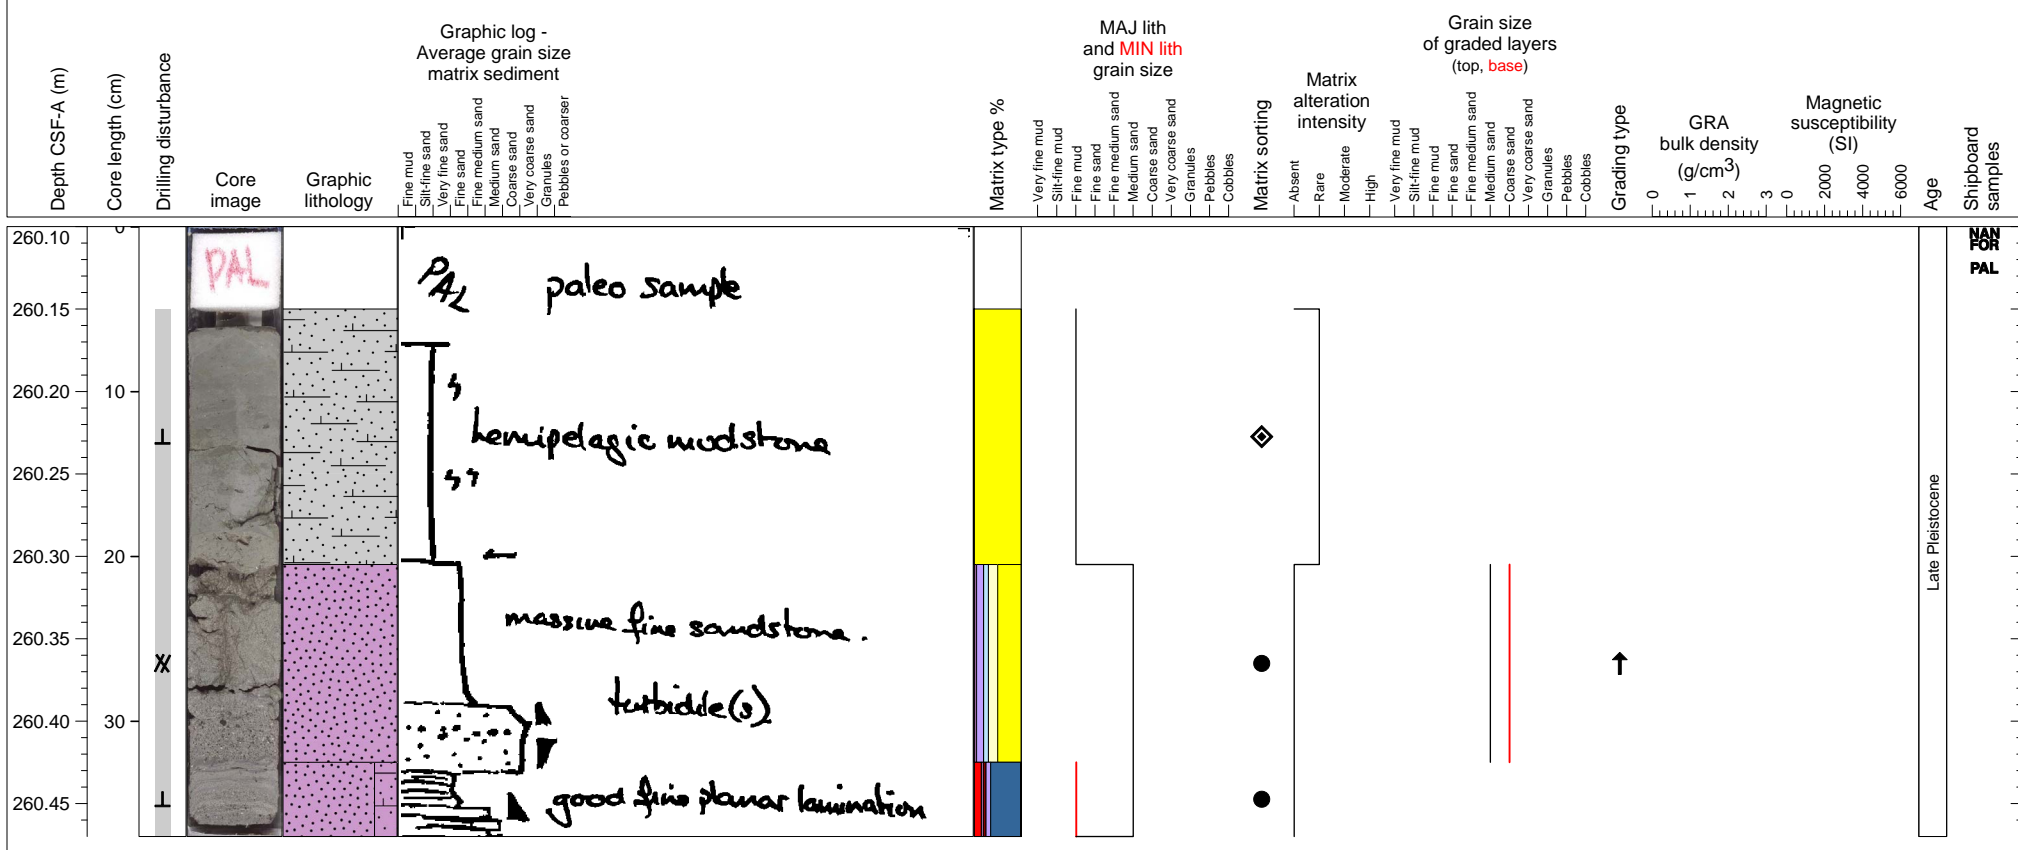 Depth CSF-A (m)
Core length (cm)
Drilling disturbance
Core
image
Graphic
lithology
Graphic log -
Average grain size
matrix sediment
Fine mud
Silt-fine sand
Very fine sand
Fine sand
Fine medium sand
Medium sand
Coarse sand
Very coarse sand
Granules
Pebbles or coarser
Matrix type %
MAJ lith
and MIN lith
grain size
Very fine mud
Silt-fine mud
Fine mud
Fine sand
Fine medium sand
Medium sand
Coarse sand
Very coarse sand
Granules
Pebbles
Cobbles
Matrix sorting
Matrix
alteration
intensity
Absent
Rare
Moderate
High
Grain size
of graded layers
(top, base)
Very fine mud
Silt-fine mud
Fine mud
Fine sand
Fine medium sand
Medium sand
Coarse sand
Very coarse sand
Granules
Pebbles
Cobbles
Grading type
GRA
bulk density
(g/cm3)
0 1 2 3
Magnetic
susceptibility
(SI)
0 2000 4000 6000
Age
Shipboard
samples
260.10
260.15
260.20
260.25
260.30
260.35
260.40
260.45
0
10
20
30
PAL
PAL paleo sample
hemipelagic mudstone
massive fine sandstone.
turbidite(s)
good fine planar lamination
Late Pleistocene
NAN
FOR
PAL